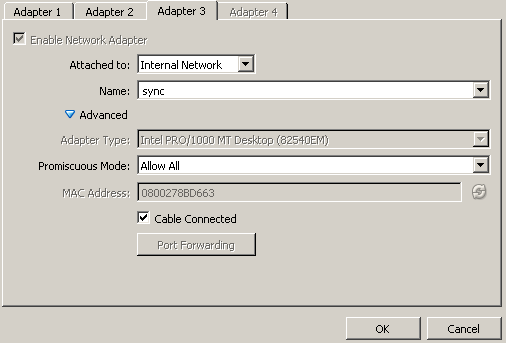 Adapter 1 Adapter 2 Adapter 3 Adapter 4
Enable Network Adapter
Attached to: Internal Network
Name: sync
Advanced
Adapter Type: Intel PRO/1000 MT Desktop (82540EM)
Promiscuous Mode: Allow All
MAC Address: 0800278BD663
Cable Connected
Port Forwarding
OK Cancel